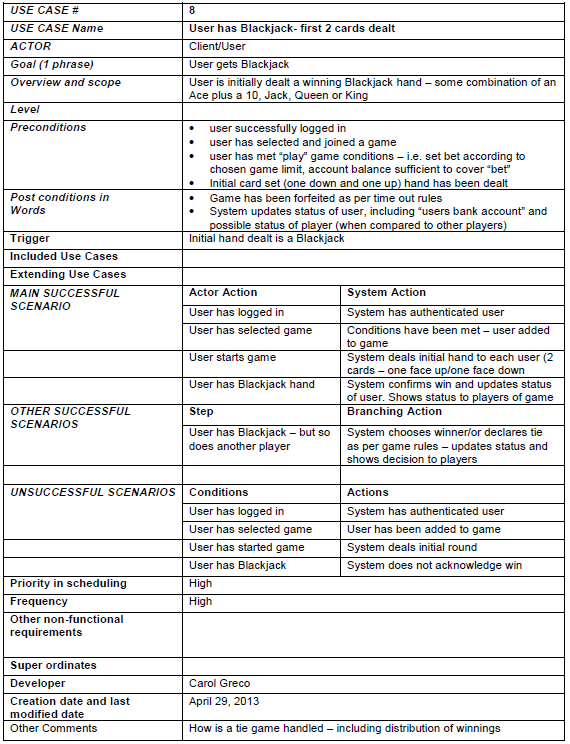 USE CASE # 8
USE CASE Name User has Blackjack- first 2 cards dealt
ACTOR Client/User
Goal (1 phrase) User gets Blackjack
Overview and scope User is initially dealt a winning Blackjack hand – some combination of an
Ace plus a 10, Jack, Queen or King
Level
Preconditions • user successfully logged in
• user has selected and joined a game
• user has met “play” game conditions – i.e. set bet according to
chosen game limit, account balance sufficient to cover “bet”
• Initial card set (one down and one up) hand has been dealt
Post conditions in
Words
• Game has been forfeited as per time out rules
• System updates status of user, including “users bank account” and
possible status of player (when compared to other players)
Trigger Initial hand dealt is a Blackjack
Included Use Cases
Extending Use Cases
MAIN SUCCESSFUL
SCENARIO
Actor Action System Action
User has logged in System has authenticated user
User has selected game Conditions have been met – user added
to game
User starts game System deals initial hand to each user (2
cards – one face up/one face down
User has Blackjack hand System confirms win and updates status
of user. Shows status to players of game
OTHER SUCCESSFUL
SCENARIOS
Step Branching Action
User has Blackjack – but so
does another player
System chooses winner/or declares tie
as per game rules – updates status and
shows decision to players
UNSUCCESSFUL SCENARIOS Conditions Actions
User has logged in System has authenticated user
User has selected game User has been added to game
User has started game System deals initial round
User has Blackjack System does not acknowledge win
Priority in scheduling High
Frequency High
Other non-functional
requirements
Super ordinates
Developer Carol Greco
Creation date and last
modified date
April 29, 2013
Other Comments How is a tie game handled – including distribution of winnings